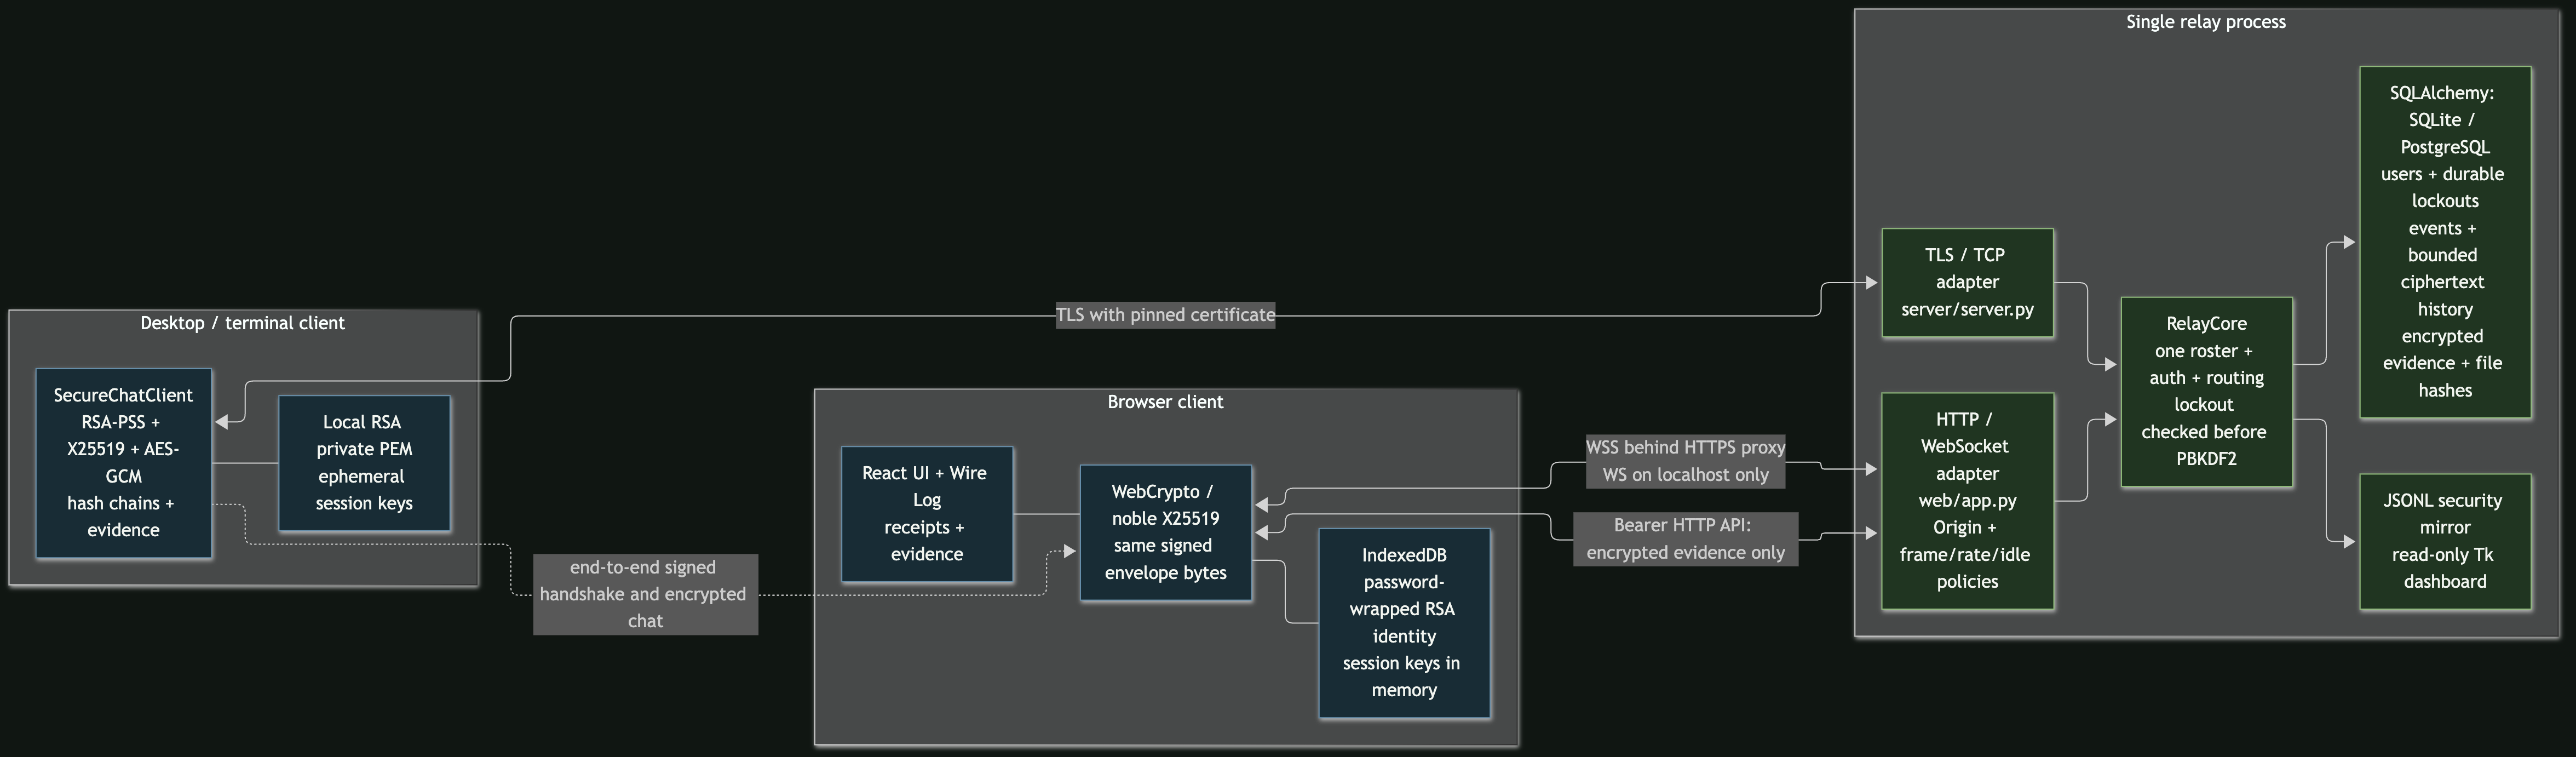 Desktop / terminal client
SecureChatClient
RSA-PSS +
X25519 + AES-
GCM
hash chains +
evidence
Local RSA
private PEM
ephemeral
session keys
TLS with pinned certificate
end-to-end signed
handshake and encrypted
chat
Browser client
React UI + Wire
Log
receipts +
evidence
WebCrypto /
noble X25519
same signed
envelope bytes
IndexedDB
password-
wrapped RSA
identity
session keys in
memory
WSS behind HTTPS proxy
WS on localhost only
Bearer HTTP API:
encrypted evidence only
Single relay process
TLS / TCP
adapter
server/server.py
HTTP /
WebSocket
adapter
web/app.py
Origin +
frame/rate/idle
policies
RelayCore
one roster +
auth + routing
lockout
checked before
PBKDF2
SQLAlchemy:
SQLite /
PostgreSQL
users + durable
lockouts
events +
bounded
ciphertext
history
encrypted
evidence + file
hashes
JSONL security
mirror
read-only Tk
dashboard